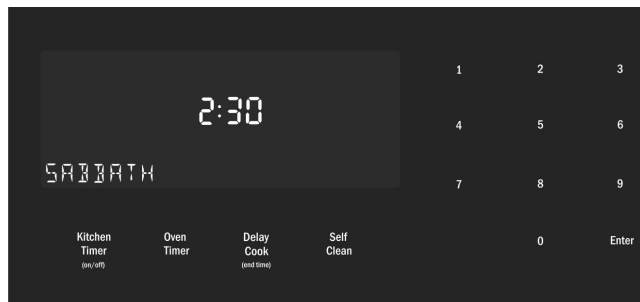 2:30
SABBATH
1 2 3
4 5 6
7 8 9
0 Enter
Kitchen Timer
(on/off)
Oven Timer
Delay Cook
(end time)
Self Clean